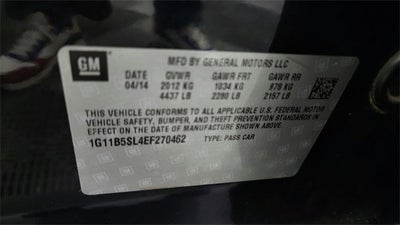 GM
MFD BY GENERAL MOTORS LLC
DATE GVWR GAWR FRT GAWR RR
04/14 2012 KG 1034 KG 978 KG
4437 LB 2280 LB 2157 LB
THIS VEHICLE CONFORMS TO ALL APPLICABLE U.S. FEDERAL MOTOR
VEHICLE SAFETY, BUMPER, AND THEFT PREVENTION STANDARDS
IN EFFECT ON THE DATE OF MANUFACTURE SHOWN ABOVE.
1G11B5SL4EF270462 TYPE: PASS CAR